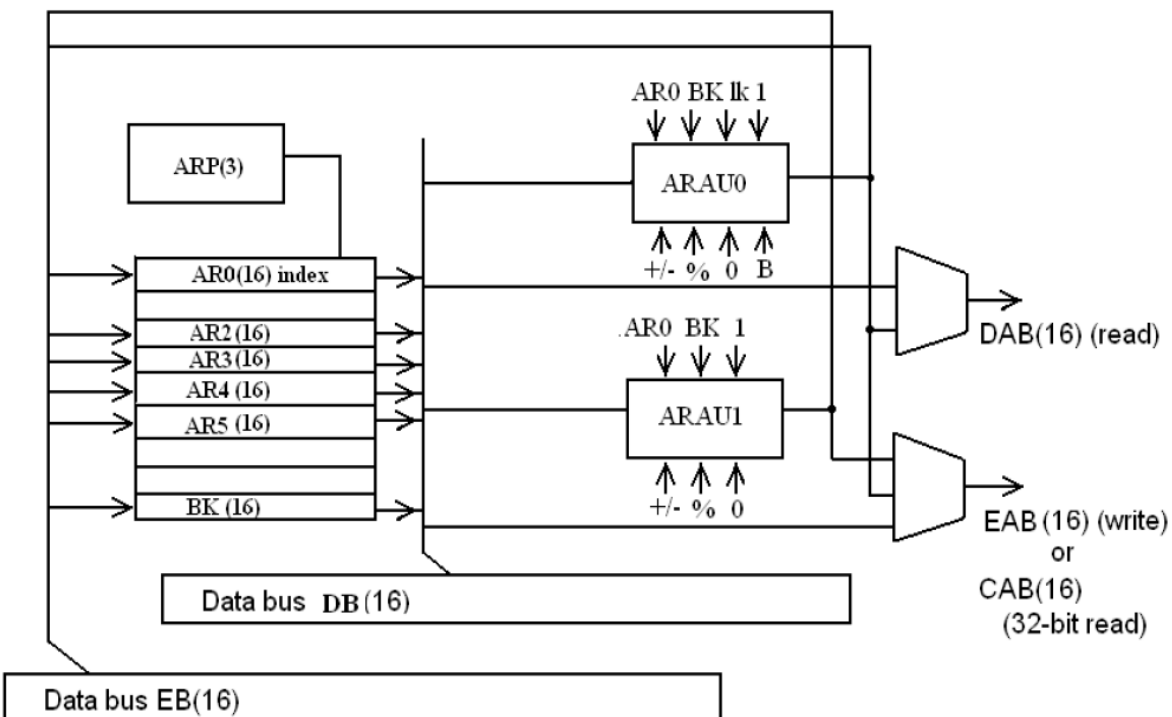 AR0 BK lk 1
ARP(3)
ARAU0
+/- % 0 B
AR0(16) index
AR2 (16)
AR3(16)
AR4 (16)
AR5 (16)
BK (16)
DAB(16) (read)
.AR0 BK 1
ARAU1
+/- % 0
EAB (16) (write)
or
CAB(16)
(32-bit read)
Data bus DB(16)
Data bus EB(16)